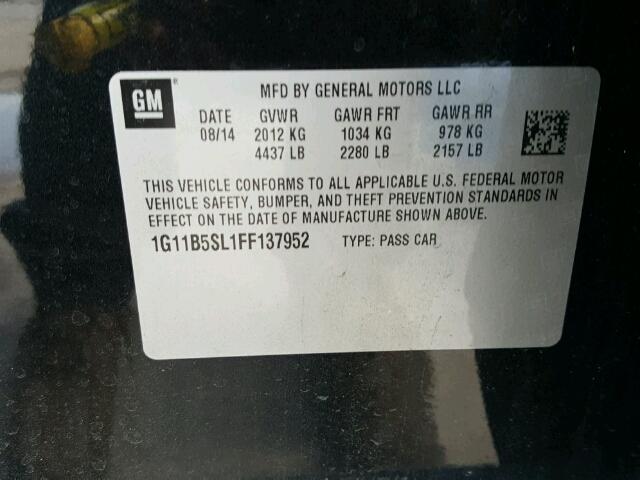 GM
MFD BY GENERAL MOTORS LLC
DATE GVWR GAWR FRT GAWR RR
08/14 2012 KG 1034 KG 978 KG
4437 LB 2280 LB 2157 LB
THIS VEHICLE CONFORMS TO ALL APPLICABLE U.S. FEDERAL MOTOR
VEHICLE SAFETY, BUMPER, AND THEFT PREVENTION STANDARDS IN
EFFECT ON THE DATE OF MANUFACTURE SHOWN ABOVE.
1G11B5SL1FF137952 TYPE: PASS CAR